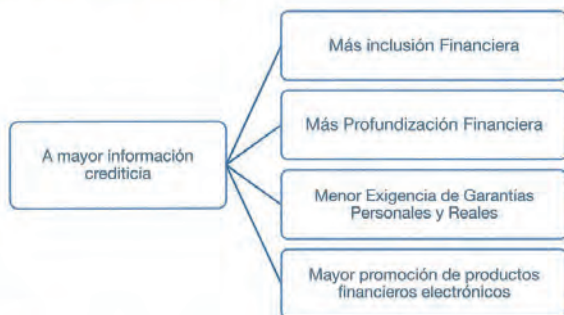 A mayor información
crediticia
Más inclusión Financiera
Más Profundización Financiera
Menor Exigencia de Garantías
Personales y Reales
Mayor promoción de productos
financieros electrónicos